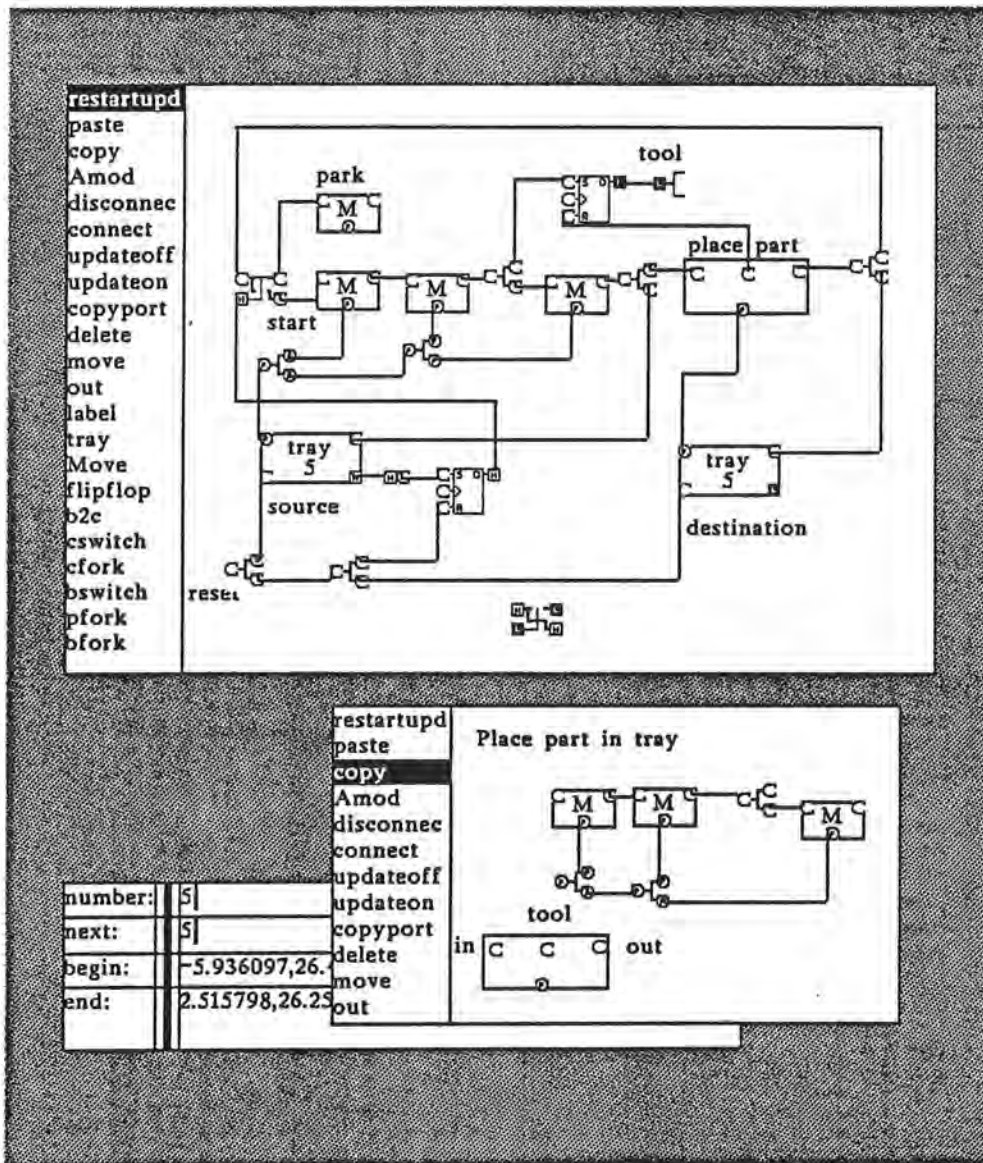 restartupd
paste
copy
Amod
disconnec
connect
updateoff
updateon
copyport
delete
move
out
label
tray
Move
flipflop
b2c
cswitch
cfork
bswitch
pfork
bfork
tool
park
M
place part
M
M
M
start
tray
5
source
tray
5
destination
S
Q
R
S
Q
R
reset
restartupd
paste
copy
Amod
disconnec
connect
updateoff
updateon
copyport
delete
move
out
Place part in tray
M
M
M
tool
in
out
number:
5
next:
5
begin:
-5.936097,26.
end:
2.515798,26.25